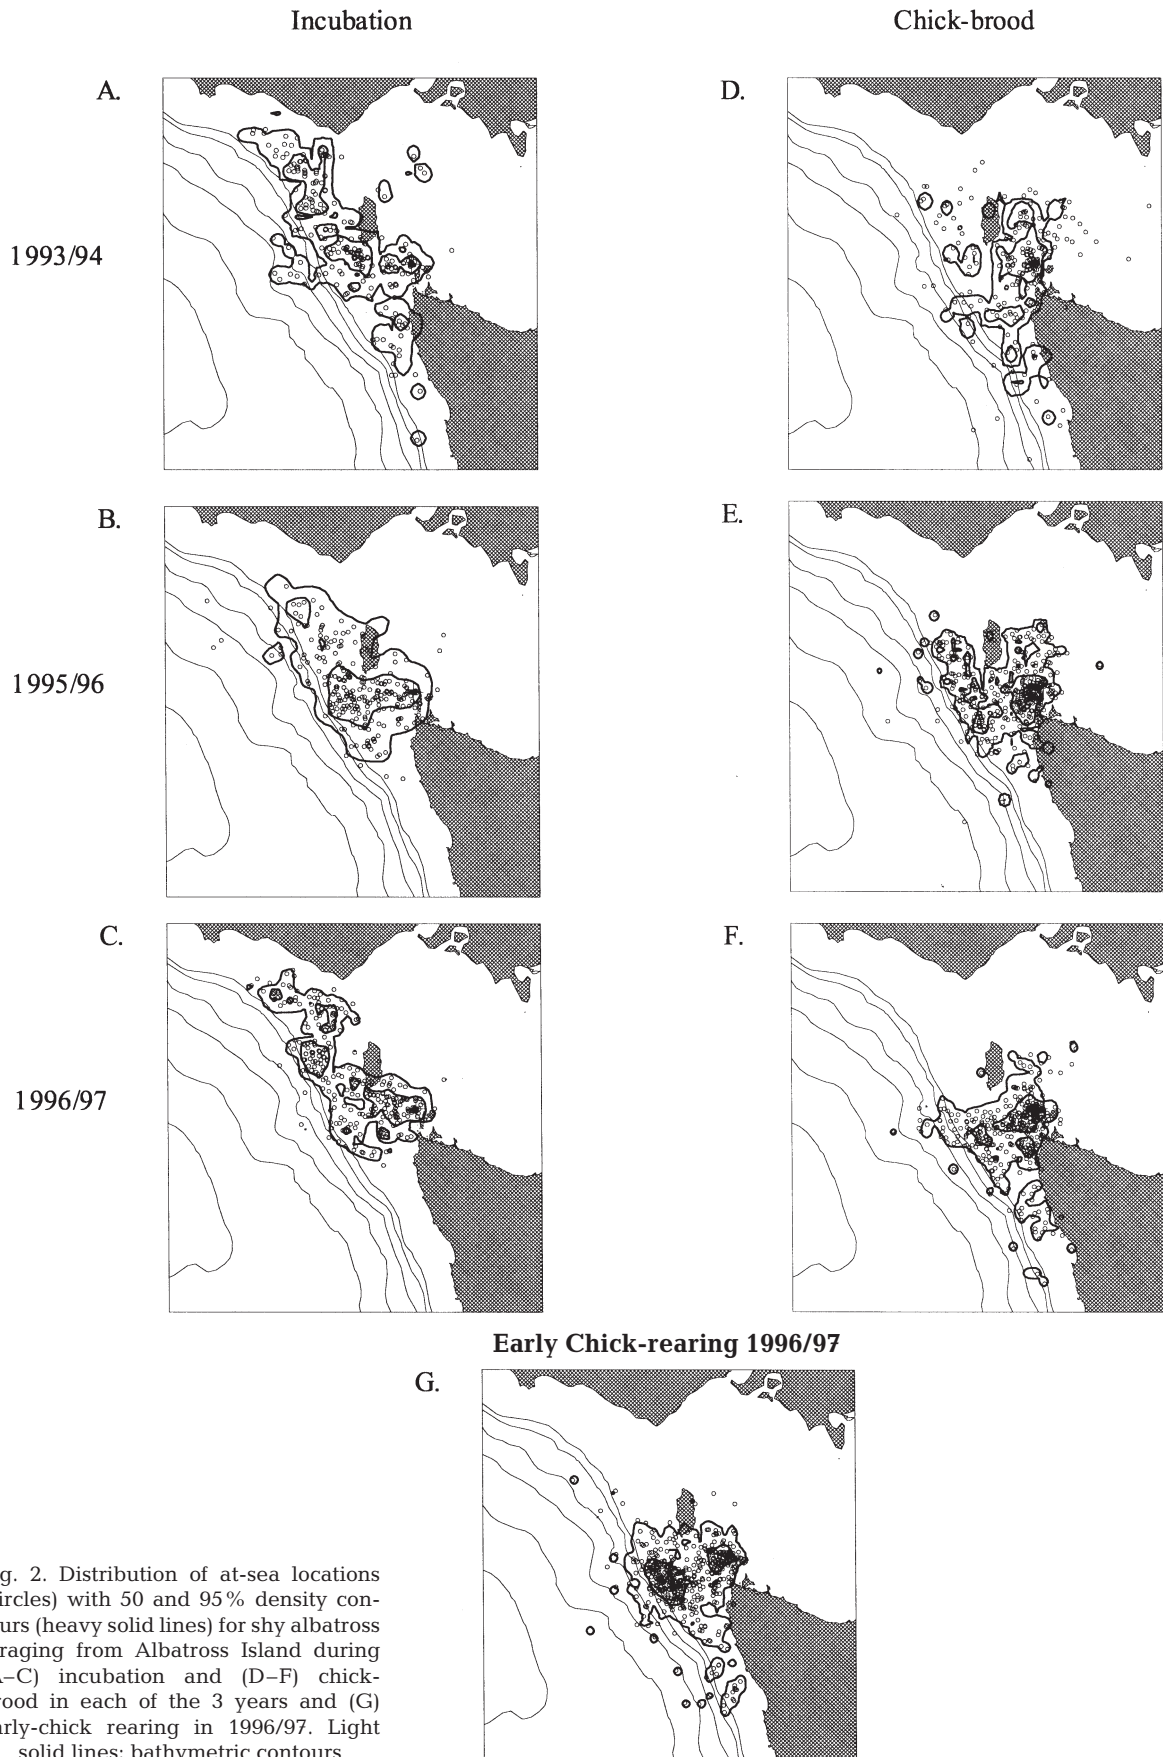 Incubation
Chick-brood
A.
D.
1993/94
B.
E.
1995/96
C.
F.
1996/97
Early Chick-rearing 1996/97
G.
g. 2. Distribution of at-sea locations
ircles) with 50 and 95% density con-
urs (heavy solid lines) for shy albatross
raging from Albatross Island during
A–C) incubation and (D–F) chick-
rood in each of the 3 years and (G)
arly-chick rearing in 1996/97. Light
solid lines: bathymetric contours